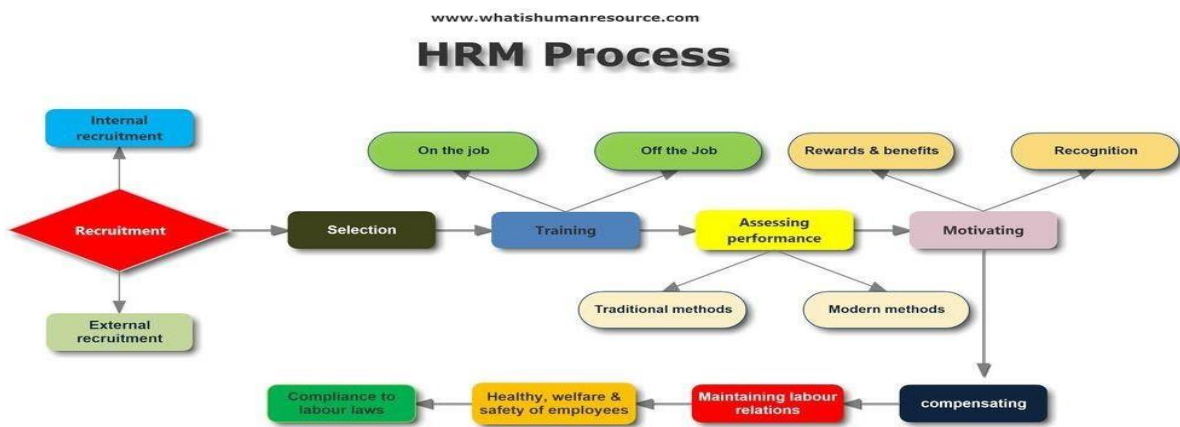 www.whatishumanresource.com
HRM Process
Internal
recruitment
On the job
Off the Job
Rewards & benefits
Recognition
Recruitment
Selection
Training
Assessing
performance
Motivating
External
recruitment
Traditional methods
Modern methods
Compliance to
labour laws
Healthy, welfare &
safety of employees
Maintaining labour
relations
compensating